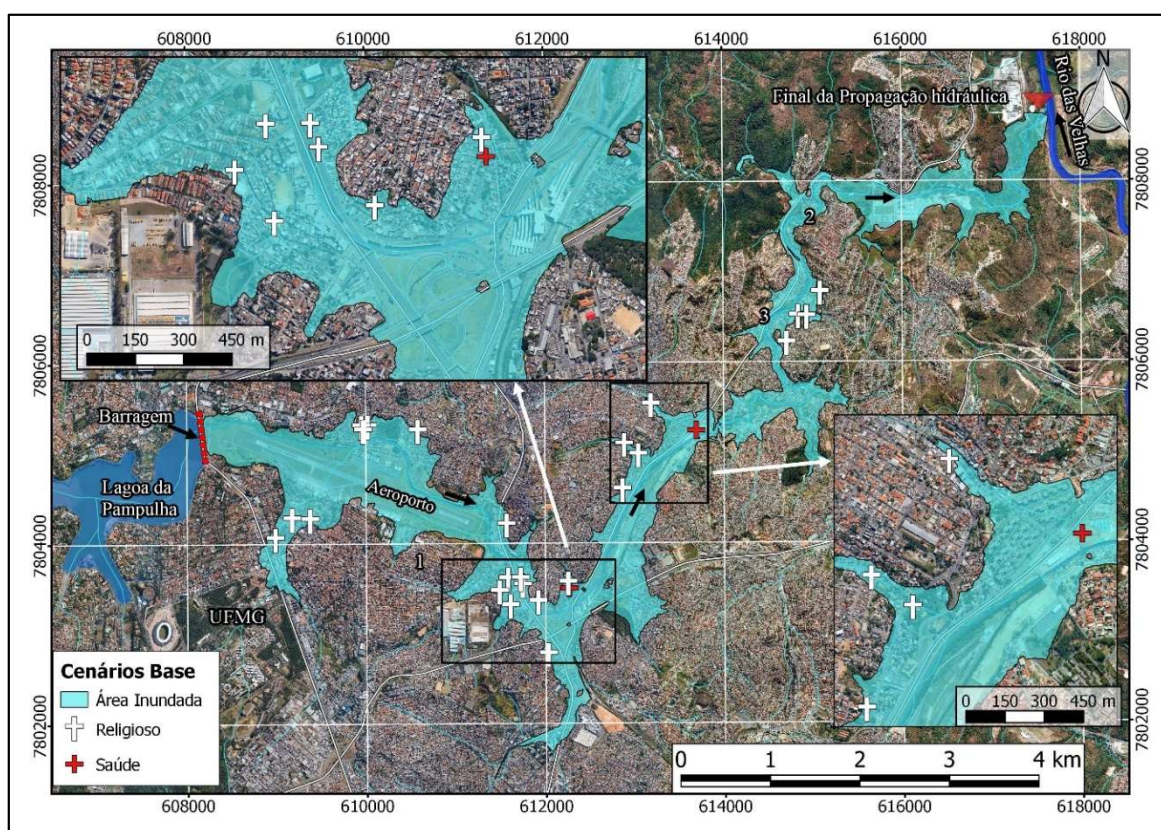 608000 610000 612000 614000 616000 618000
N
Rio das Velhas
Final da Propagação hidráulica
7808000 7808000
2
0 150 300 450 m
3
7806000 7806000
Barragem
Lagoa da
Pampulha
Aeroporto
7804000 7804000
1
UFMG
Cenários Base
Área Inundada
Religioso
Saúde
0 150 300 450 m
7802000 7802000
0 1 2 3 4 km
608000 610000 612000 614000 616000 618000